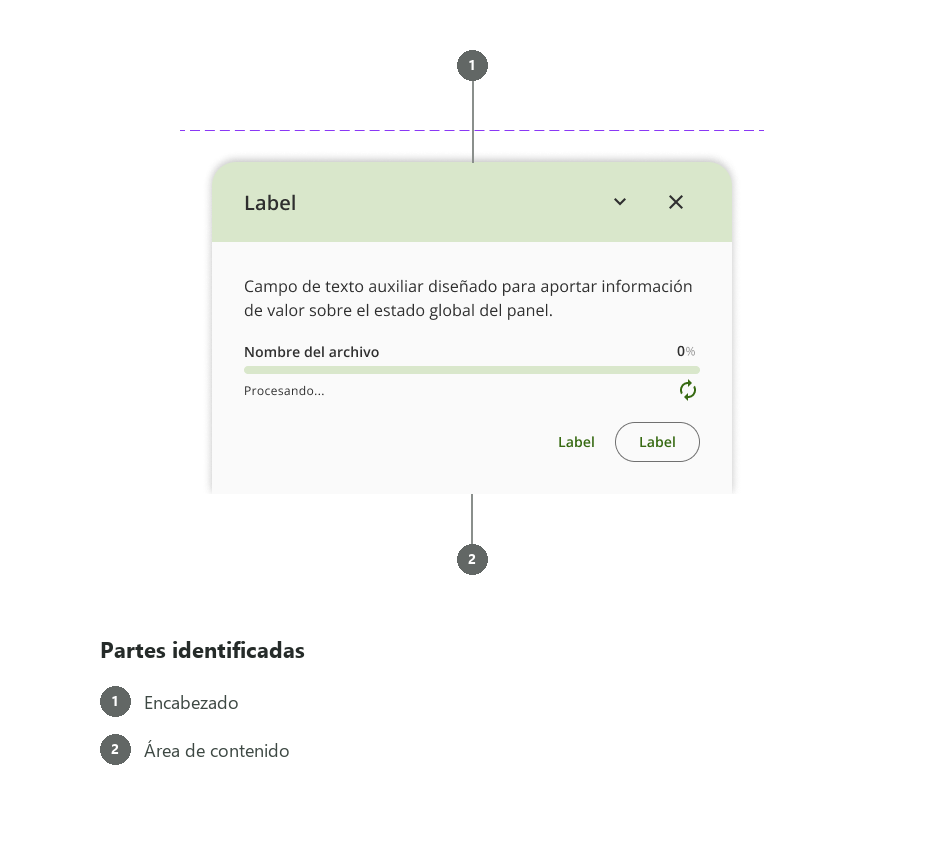 1
Label
Campo de texto auxiliar diseñado para aportar información
de valor sobre el estado global del panel.
Nombre del archivo 0%
Procesando...
Label Label
2
Partes identificadas
1 Encabezado
2 Área de contenido